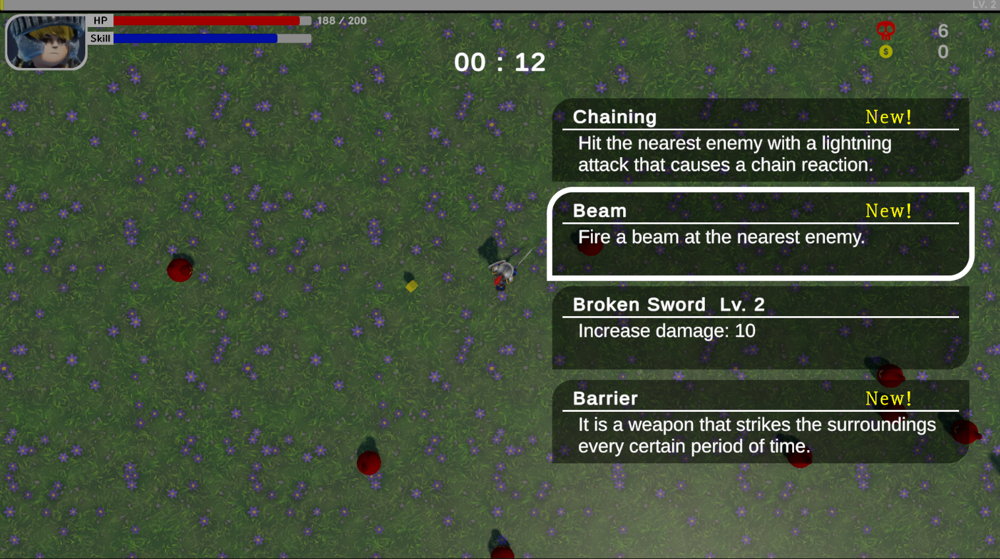 LV. 2
HP
188 / 200
Skill
6
$
0
00 : 12
Chaining New!
Hit the nearest enemy with a lightning
attack that causes a chain reaction.
Beam New!
Fire a beam at the nearest enemy.
Broken Sword Lv. 2
Increase damage: 10
Barrier New!
It is a weapon that strikes the surroundings
every certain period of time.